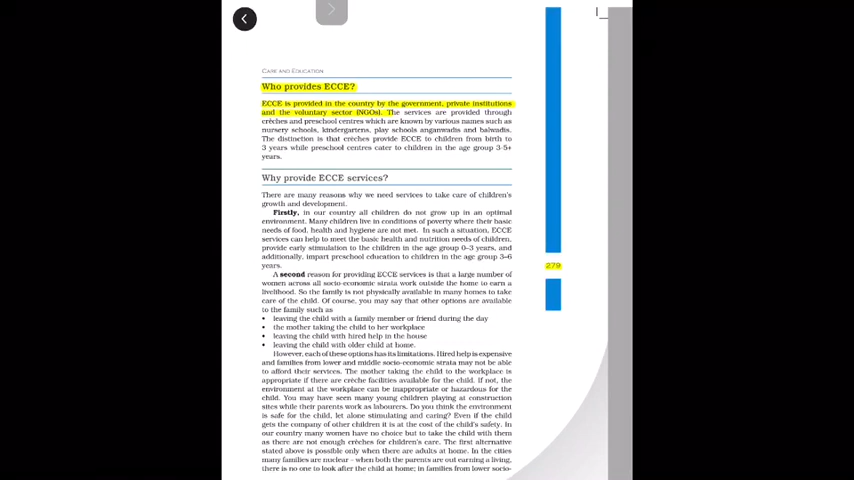 CARE AND EDUCATION
Who provides ECCE?
ECCE is provided in the country by the government, private institutions
and the voluntary sector (NGOs). The services are provided through
crèches and preschool centres which are known by various names such as
nursery schools, kindergartens, play schools anganwadis and balwadis.
The distinction is that crèches provide ECCE to children from birth to
3 years while preschool centres cater to children in the age group 3-5+
years.
Why provide ECCE services?
There are many reasons why we need services to take care of children's
growth and development.
Firstly, in our country all children do not grow up in an optimal
environment. Many children live in conditions of poverty where their basic
needs of food, health and hygiene are not met. In such a situation, ECCE
services can help to meet the basic health and nutrition needs of children,
provide early stimulation to the children in the age group 0–3 years, and
additionally, impart preschool education to children in the age group 3–6
years.
A second reason for providing ECCE services is that a large number of
women across all socio-economic strata work outside the home to earn a
livelihood. So the family is not physically available in many homes to take
care of the child. Of course, you may say that other options are available
to the family such as
• leaving the child with a family member or friend during the day
• the mother taking the child to her workplace
• leaving the child with hired help in the house
• leaving the child with older child at home.
However, each of these options has its limitations. Hired help is expensive
and families from lower and middle socio-economic strata may not be able
to afford their services. The mother taking the child to the workplace is
appropriate if there are crèche facilities available for the child. If not, the
environment at the workplace can be inappropriate or hazardous for the
child. You may have seen many young children playing at construction
sites while their parents work as labourers. Do you think the environment
is safe for the child, let alone stimulating and caring? Even if the child
gets the company of other children it is at the cost of the child's safety. In
our country many women have no choice but to take the child with them
as there are not enough crèches for children's care. The first alternative
stated above is possible only when there are adults at home. In the cities
many families are nuclear – when both the parents are out earning a living,
there is no one to look after the child at home; in families from lower socio-
279